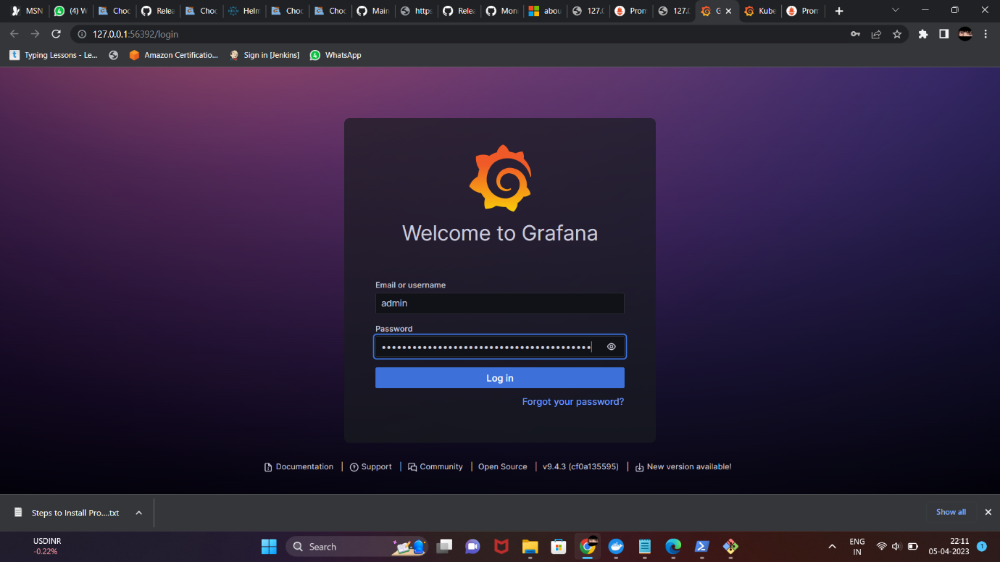 MSN
(4) W
Choc
Relea
Choc
Helm
Choc
Choc
Main
https
Relea
Moni
abou
127.0
Prom
127.0
G
Kube
Prom
127.0.0.1:56392/login
Typing Lessons - Le...
Amazon Certificatio...
Sign in [Jenkins]
WhatsApp
Welcome to Grafana
Email or username
admin
Password
Log in
Forgot your password?
Documentation | Support | Community | Open Source | v9.4.3 (cf0a135595) | New version available!
Steps to Install Pro....txt
Show all
USDINR
-0.22%
Search
ENG
IN
22:11
05-04-2023
1